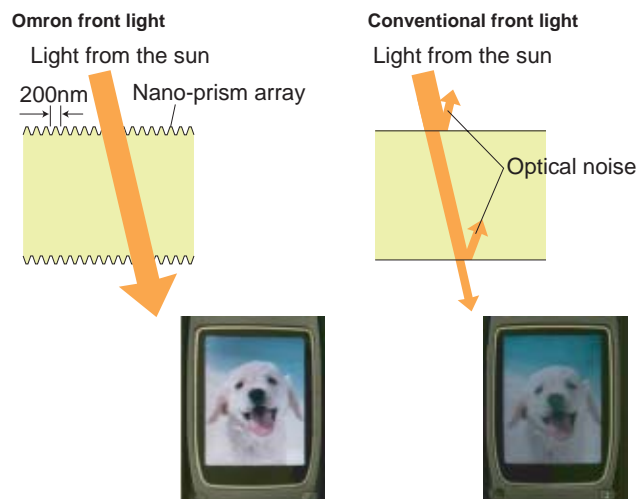 Omron front light
Light from the sun
200nm
Nano-prism array
Conventional front light
Light from the sun
Optical noise